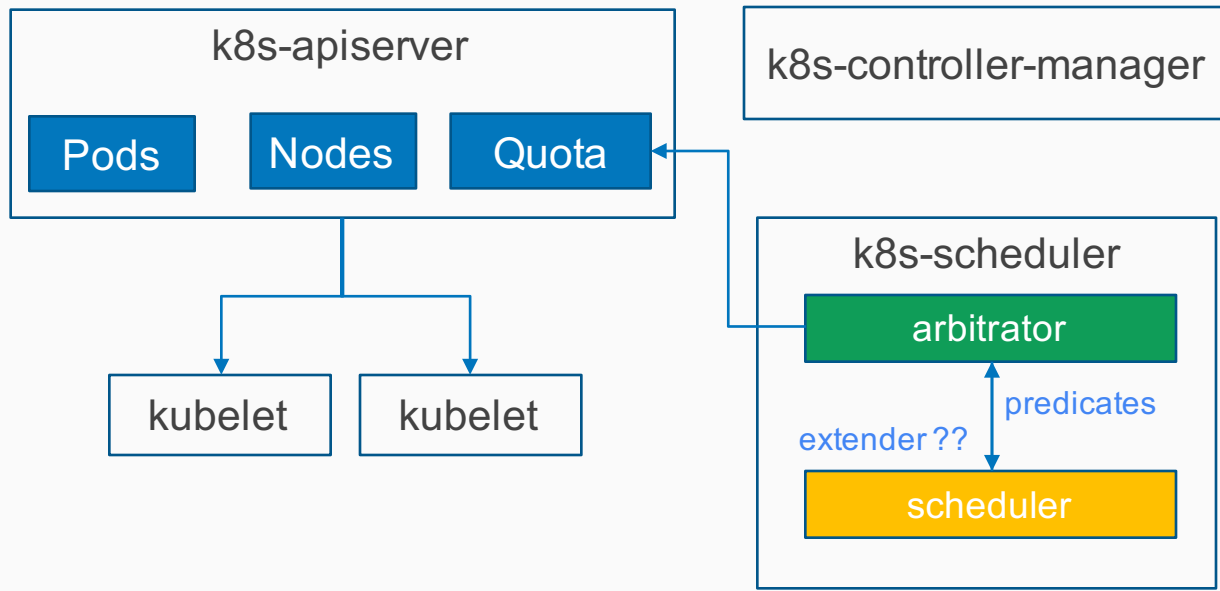 k8s-apiserver
Pods
Nodes
Quota
k8s-controller-manager
k8s-scheduler
arbitrator
predicates
extender ??
scheduler
kubelet
kubelet